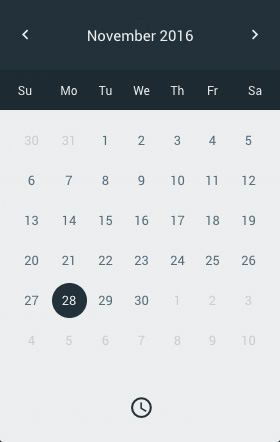 November 2016
Su Mo Tu We Th Fr Sa
30 31 1 2 3 4 5
6 7 8 9 10 11 12
13 14 15 16 17 18 19
20 21 22 23 24 25 26
27 28 29 30 1 2 3
4 5 6 7 8 9 10